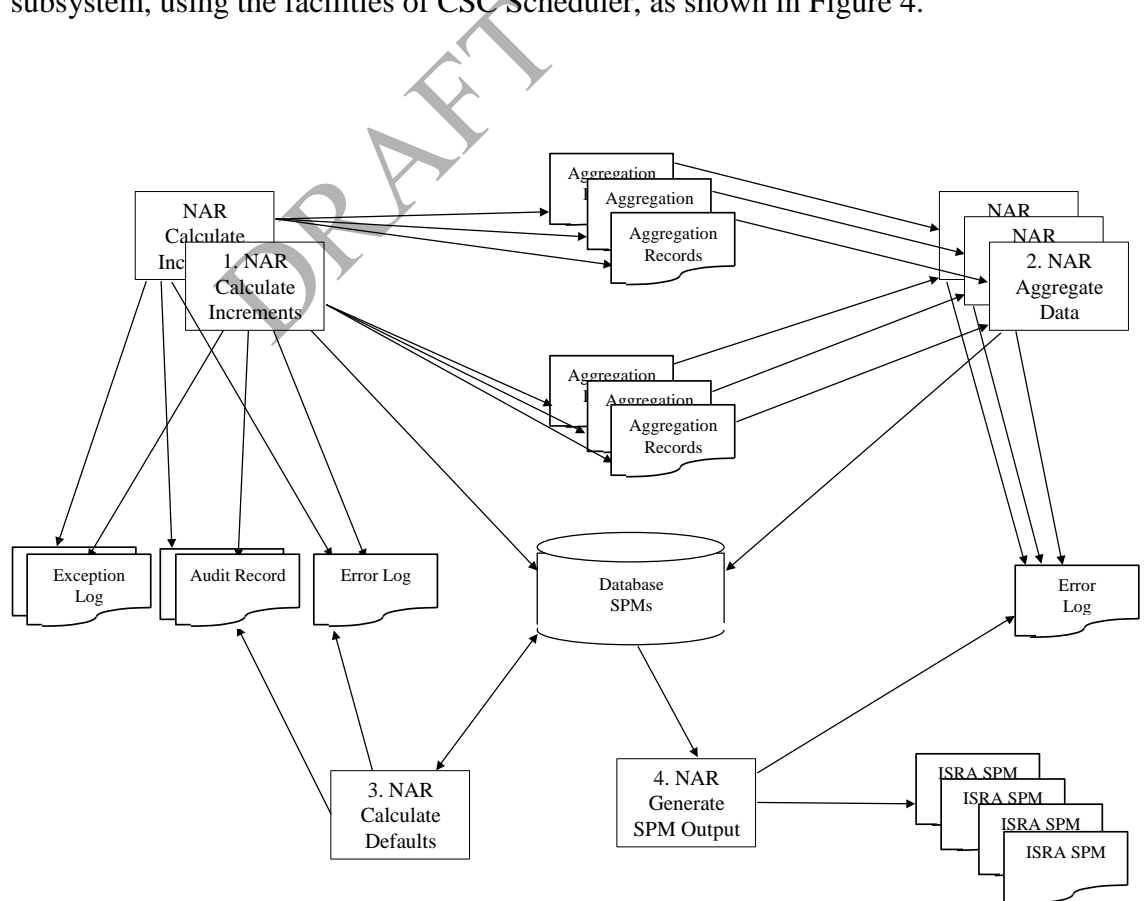 subsystem, using the facilities of CSC Scheduler, as shown in Figure 4.
DRAFT
NAR
Calculate
Inc
1. NAR
Calculate
Increments
Aggregation
Aggregation
Aggregation
Records
NAR
NAR
2. NAR
Aggregate
Data
Aggregation
Aggregation
Aggregation
Records
Exception
Log
Audit Record
Error Log
Database
SPMs
Error
Log
3. NAR
Calculate
Defaults
4. NAR
Generate
SPM Output
ISRA SPM
ISRA SPM
ISRA SPM
ISRA SPM